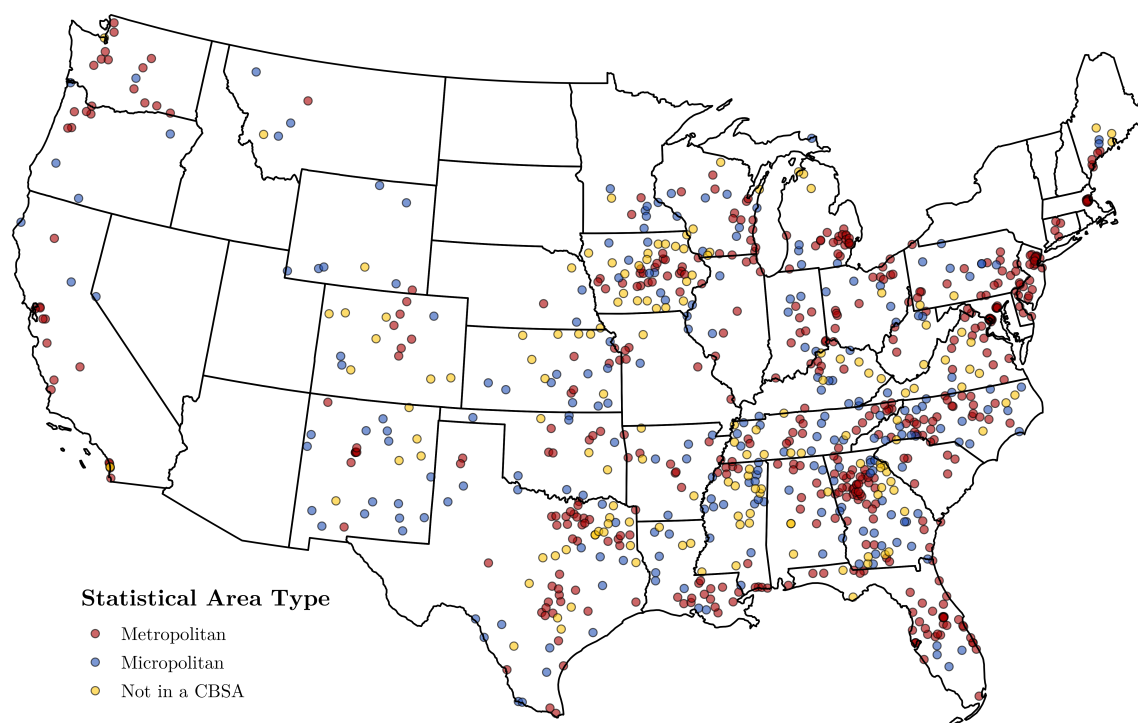 Statistical Area Type
Metropolitan
Micropolitan
Not in a CBSA